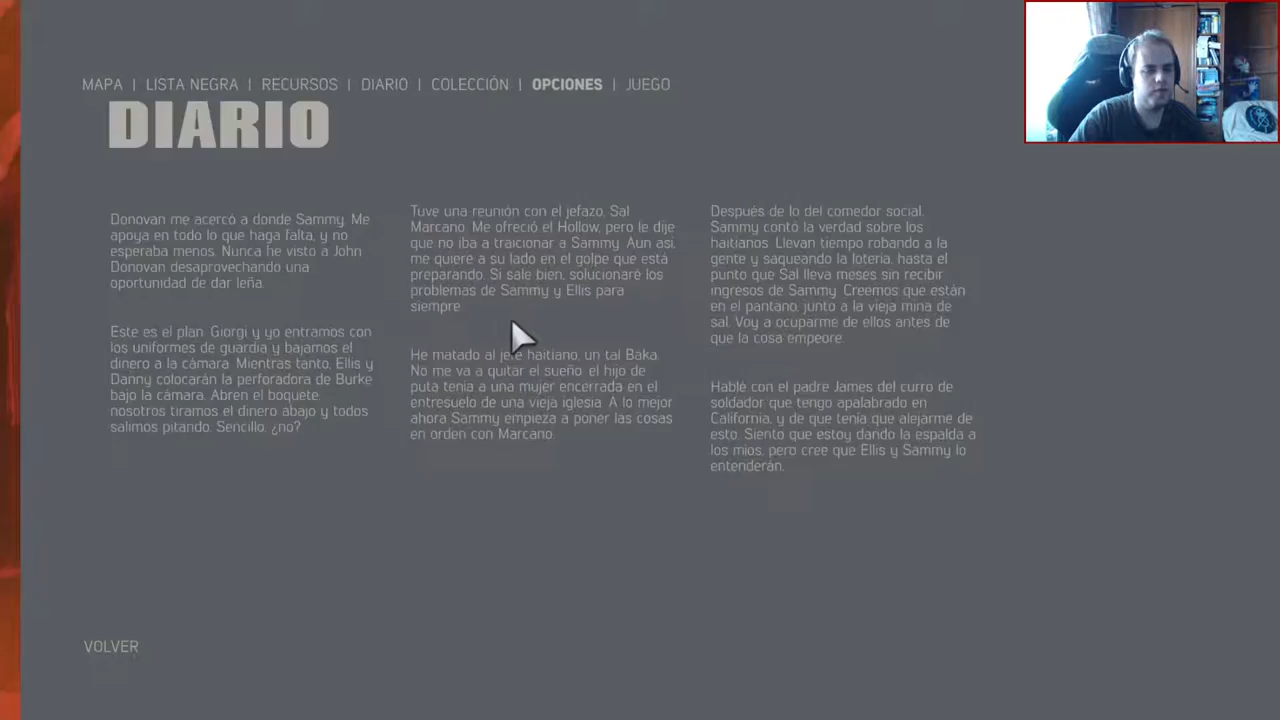 MAPA | LISTA NEGRA | RECURSOS | DIARIO | COLECCIÓN | OPCIONES | JUEGO
DIARIO
Donovan me acercó a donde Sammy. Me
apoya en todo lo que haga falta, y no
esperaba menos. Nunca he visto a John
Donovan desaprovechando una
oportunidad de dar leña.
Este es el plan. Giorgi y yo entramos con
los uniformes de guardia y bajamos el
dinero a la cámara. Mientras tanto, Ellis y
Danny colocarán la perforadora de Burke
bajo la cámara. Abren el boquete,
nosotros tiramos el dinero abajo y todos
salimos pitando. Sencillo, ¿no?
Tuve una reunión con el jefazo, Sal
Marcano. Me ofreció el Hollow, pero le dije
que no iba a traicionar a Sammy. Aun así,
me quiere a su lado en el golpe que está
preparando. Si sale bien, solucionaré los
problemas de Sammy y Ellis para
siempre.
He matado al jefe haitiano, un tal Baka.
No me va a quitar el sueño: el hijo de
puta tenía a una mujer encerrada en el
entresuelo de una vieja iglesia. A lo mejor
ahora Sammy empieza a poner las cosas
en orden con Marcano.
Después de lo del comedor social,
Sammy contó la verdad sobre los
haitianos. Llevan tiempo robando a la
gente y saqueando la lotería, hasta el
punto que Sal lleva meses sin recibir
ingresos de Sammy. Creemos que están
en el pantano, junto a la vieja mina de
sal. Voy a ocuparme de ellos antes de
que la cosa empeore.
Hablé con el padre James del curro de
soldador que tengo apalabrado en
California, y de que tenía que alejarme de
esto. Siento que estoy dando la espalda a
los míos, pero cree que Ellis y Sammy lo
entenderán.
VOLVER